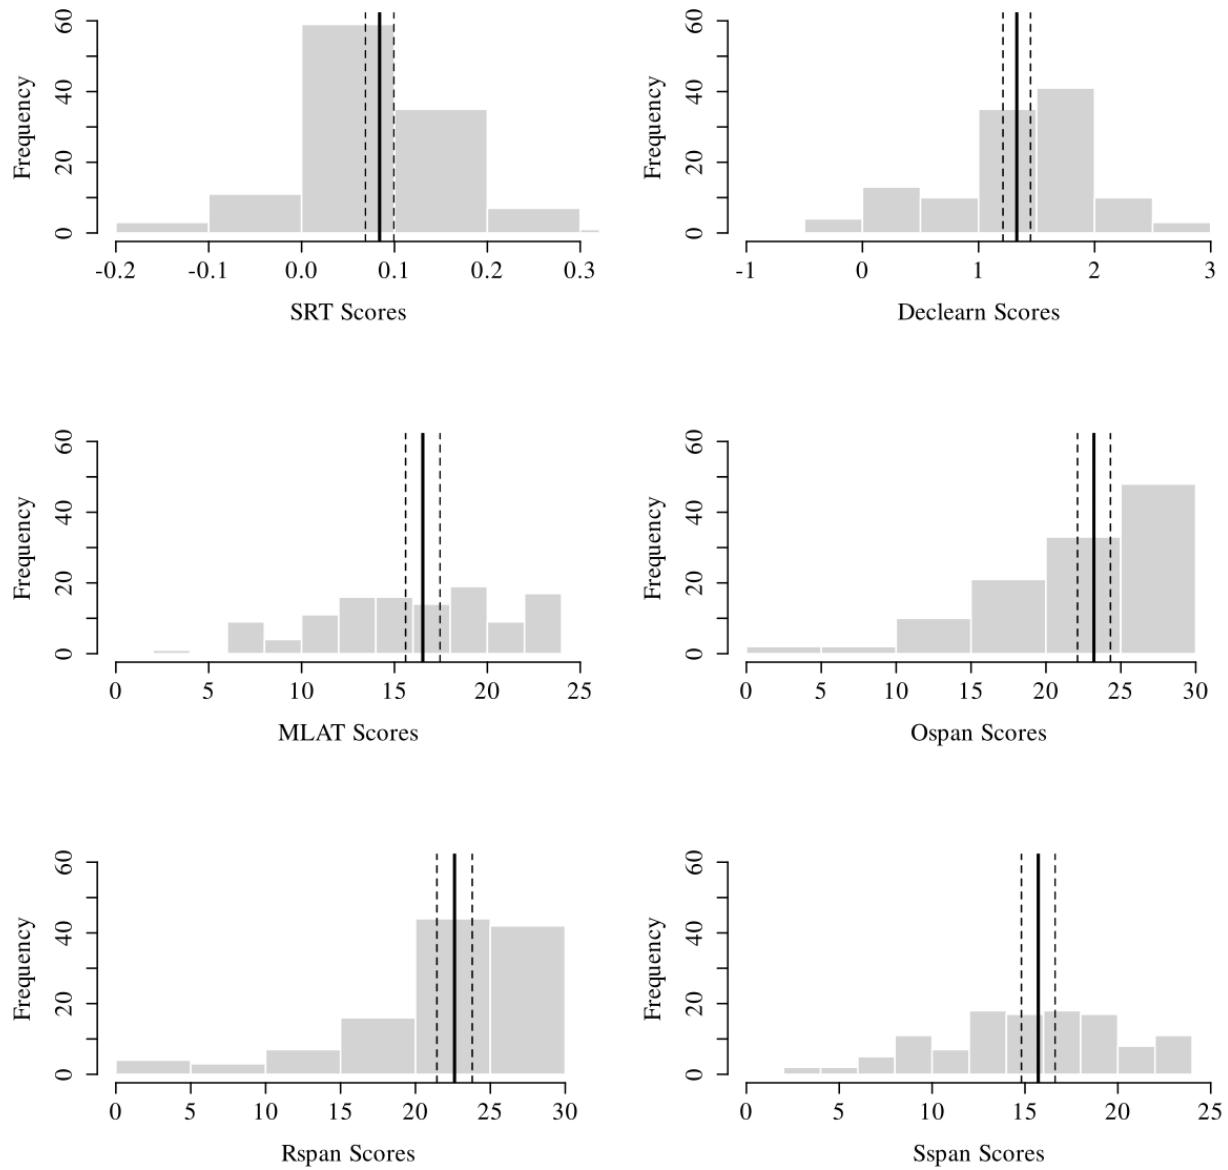 Frequency
0 20 40 60
-0.2 -0.1 0.0 0.1 0.2 0.3
SRT Scores
Frequency
0 20 40 60
-1 0 1 2 3
Declearn Scores
Frequency
0 20 40 60
0 5 10 15 20 25
MLAT Scores
Frequency
0 20 40 60
0 5 10 15 20 25 30
Ospan Scores
Frequency
0 20 40 60
0 5 10 15 20 25 30
Rspan Scores
Frequency
0 20 40 60
0 5 10 15 20 25
Sspan Scores